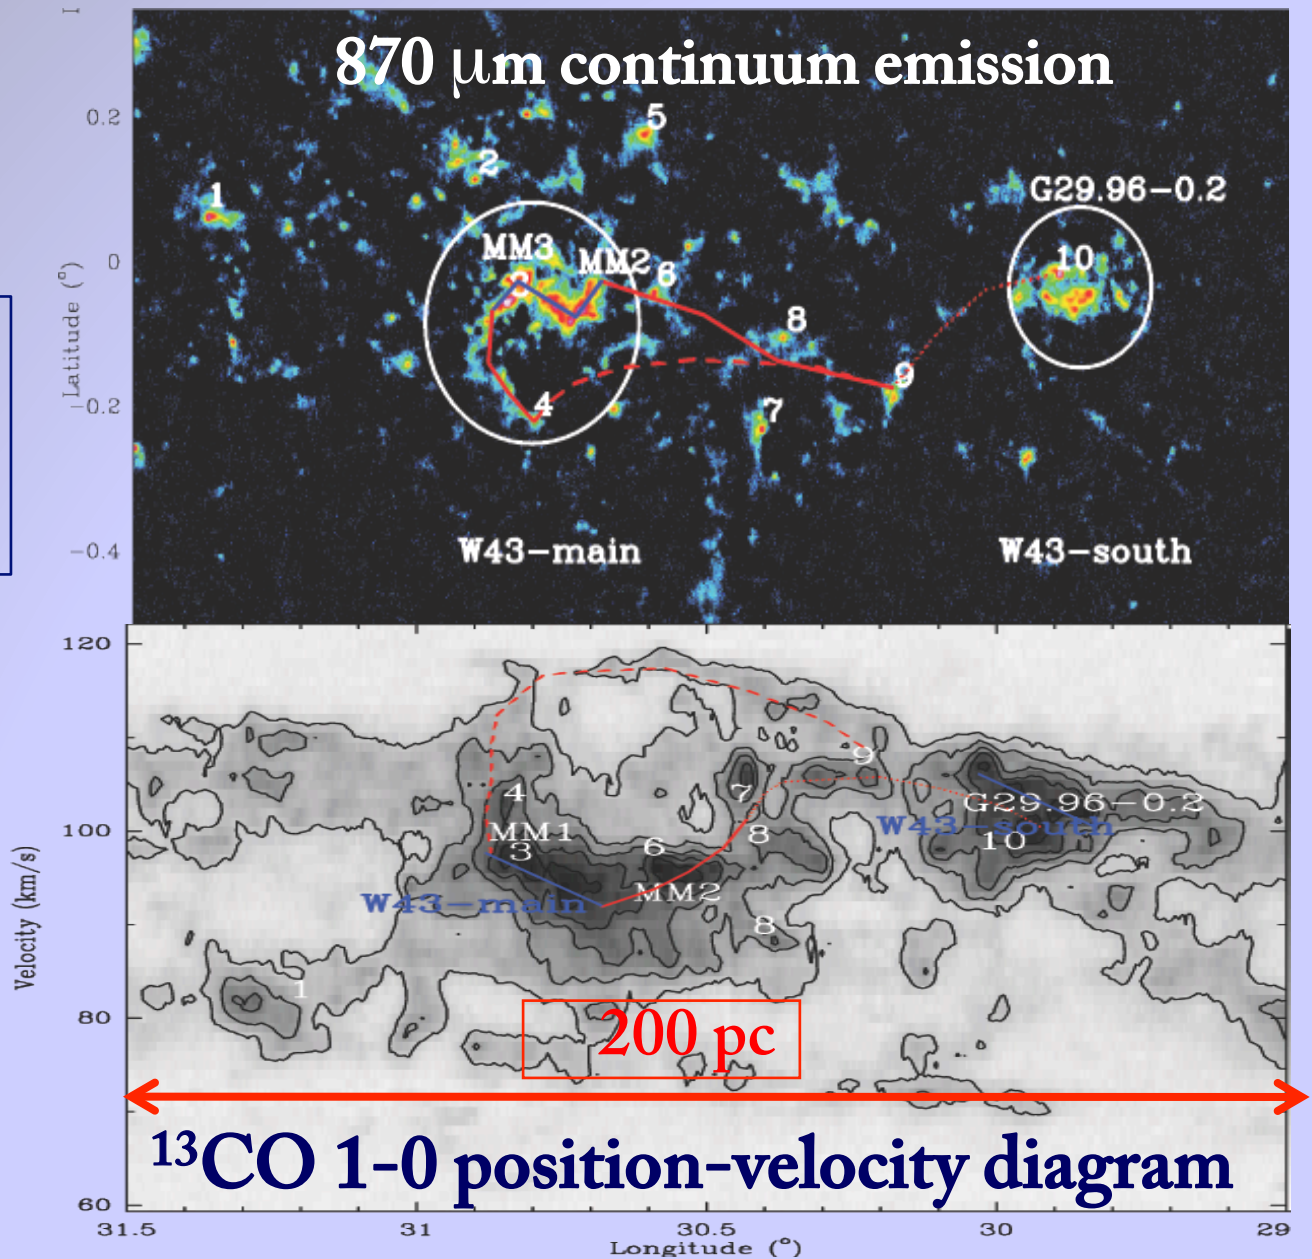 870 µm continuum emission
0.2
0
-0.2
-0.4
Latitude (°)
1
2
5
MM3
MM2
3
6
8
4
7
9
G29.96-0.2
10
W43-main
W43-south
120
100
80
60
Velocity (km/s)
4
MM1
3
6
MM2
7
8
8
9
1
G29.96-0.2
W43-south
10
W43-main
200 pc
13CO 1-0 position-velocity diagram
31.5
31
30.5
30
29
Longitude (°)